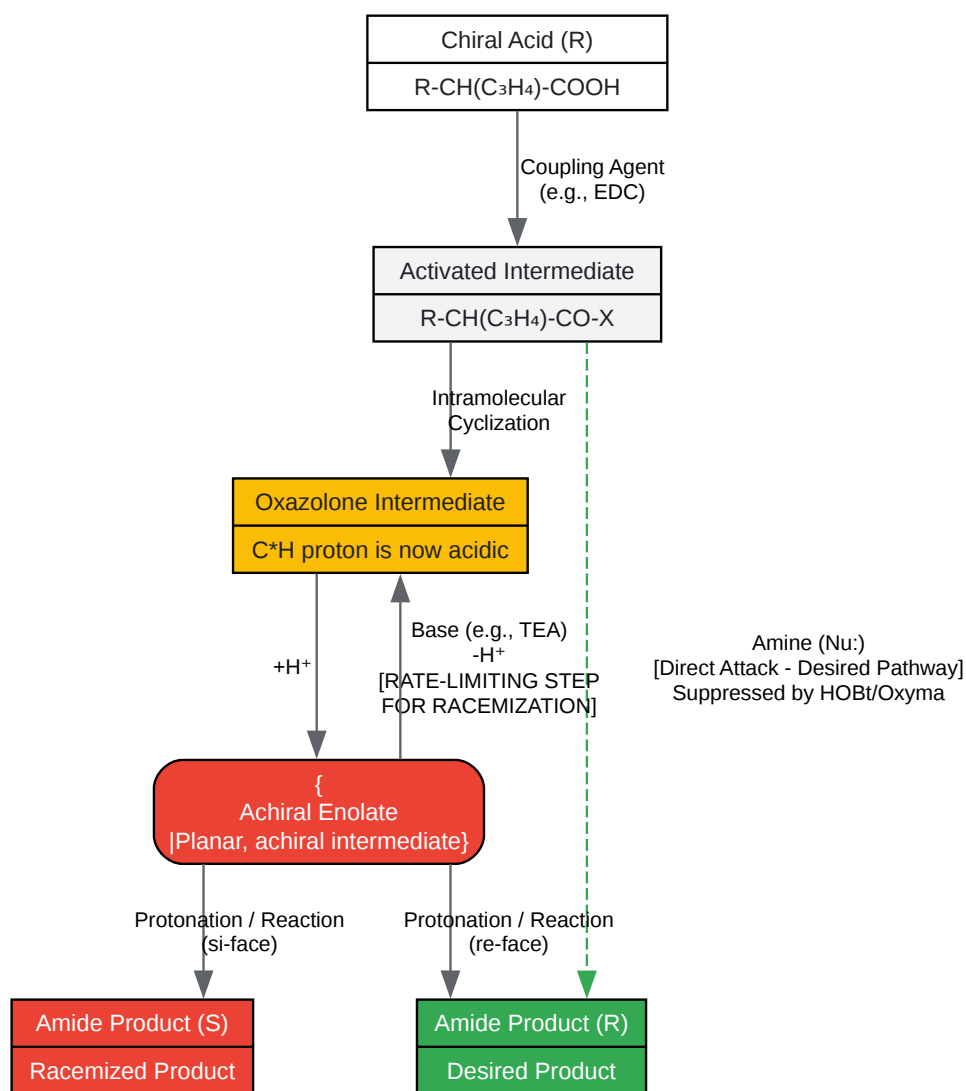 Chiral Acid (R)
R-CH(C₃H₄)-COOH
Coupling Agent
(e.g., EDC)
Activated Intermediate
R-CH(C₃H₄)-CO-X
Intramolecular
Cyclization
Oxazolone Intermediate
C*H proton is now acidic
+H⁺
Base (e.g., TEA)
-H⁺
[RATE-LIMITING STEP
FOR RACEMIZATION]
Amine (Nu:)
[Direct Attack - Desired Pathway]
Suppressed by HOBt/Oxyma
{
Achiral Enolate
|Planar, achiral intermediate}
Protonation / Reaction
(si-face)
Protonation / Reaction
(re-face)
Amide Product (S)
Racemized Product
Amide Product (R)
Desired Product